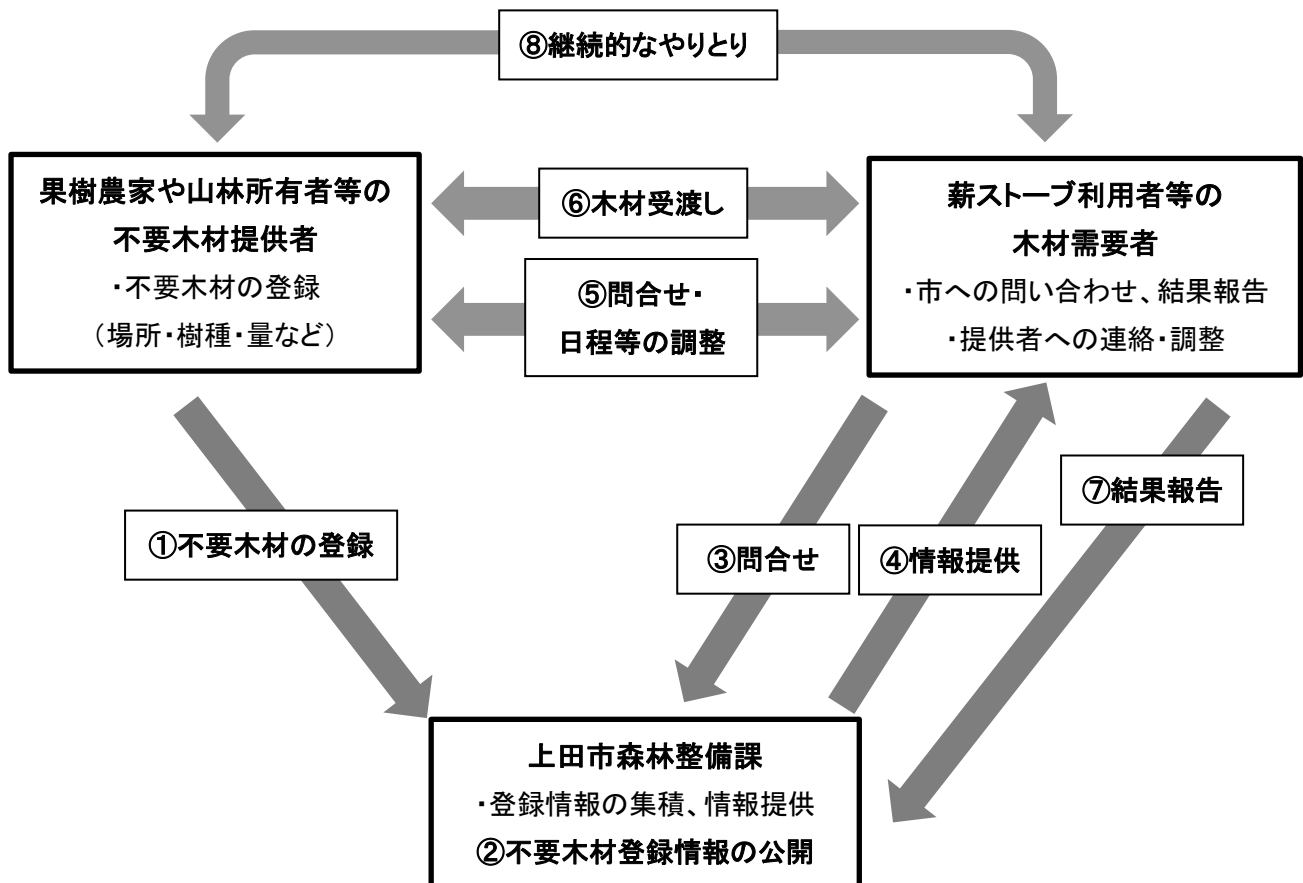 ⑧継続的なやりとり
果樹農家や山林所有者等の
不要木材提供者
・不要木材の登録
（場所・樹種・量など）
⑥木材受渡し
⑤問合せ・
日程等の調整
薪ストーブ利用者等の
木材需要者
・市への問い合わせ、結果報告
・提供者への連絡・調整
①不要木材の登録
③問合せ
④情報提供
⑦結果報告
上田市森林整備課
・登録情報の集積、情報提供
②不要木材登録情報の公開